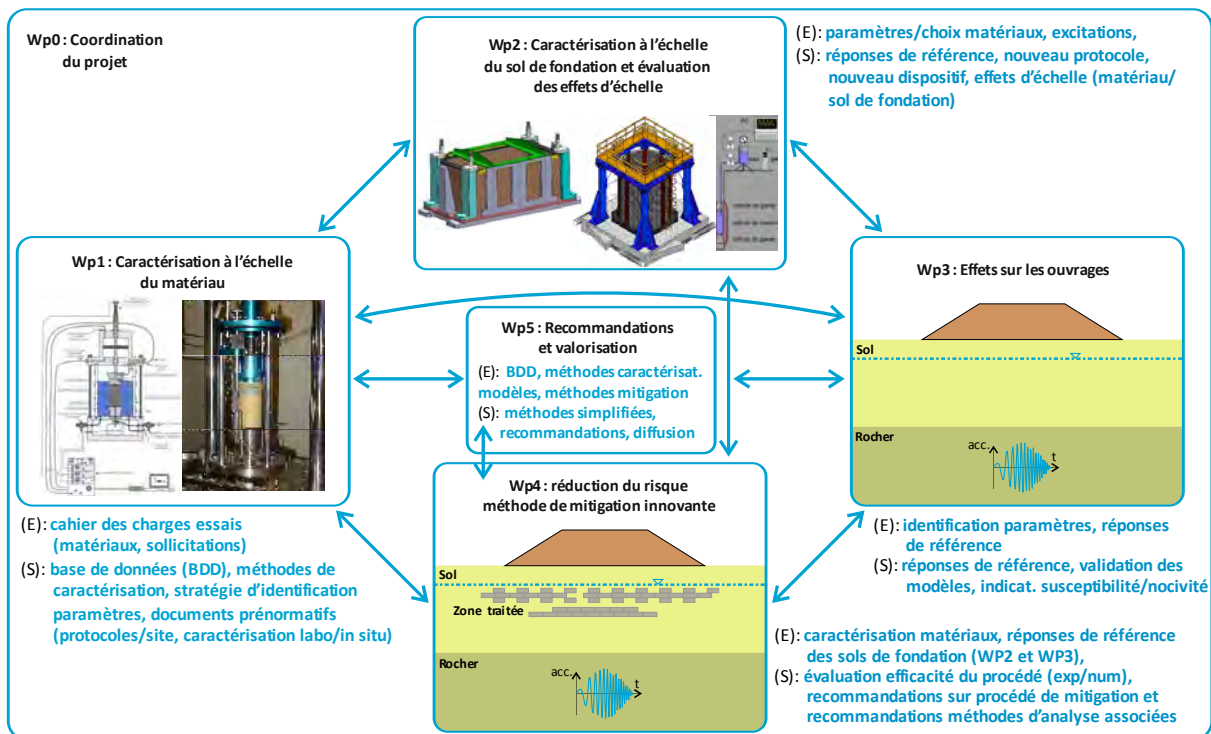 Wp0 : Coordination
du projet
Wp2 : Caractérisation à l'échelle
du sol de fondation et évaluation
des effets d'échelle
(E): paramètres/choix matériaux, excitations,
(S): réponses de référence, nouveau protocole,
nouveau dispositif, effets d'échelle (matériau/
sol de fondation)
Wp1 : Caractérisation à l'échelle
du matériau
(E): cahier des charges essais
(matériaux, sollicitations)
(S): base de données (BDD), méthodes de
caractérisation, stratégie d'identification
paramètres, documents prénormatifs
(protocoles/site, caractérisation labo/in situ)
Wp5 : Recommandations
et valorisation
(E): BDD, méthodes caractérisat.
modèles, méthodes mitigation
(S): méthodes simplifiées,
recommandations, diffusion
Wp3 : Effets sur les ouvrages
Sol
Rocher
acc.
t
(E): identification paramètres, réponses
de référence
(S): réponses de référence, validation des
modèles, indicat. susceptibilité/nocivité
Wp4 : réduction du risque
méthode de mitigation innovante
Sol
Zone traitée
Rocher
acc.
t
(E): caractérisation matériaux, réponses de référence
des sols de fondation (WP2 et WP3),
(S): évaluation efficacité du procédé (exp/num),
recommandations sur procédé de mitigation et
recommandations méthodes d'analyse associées